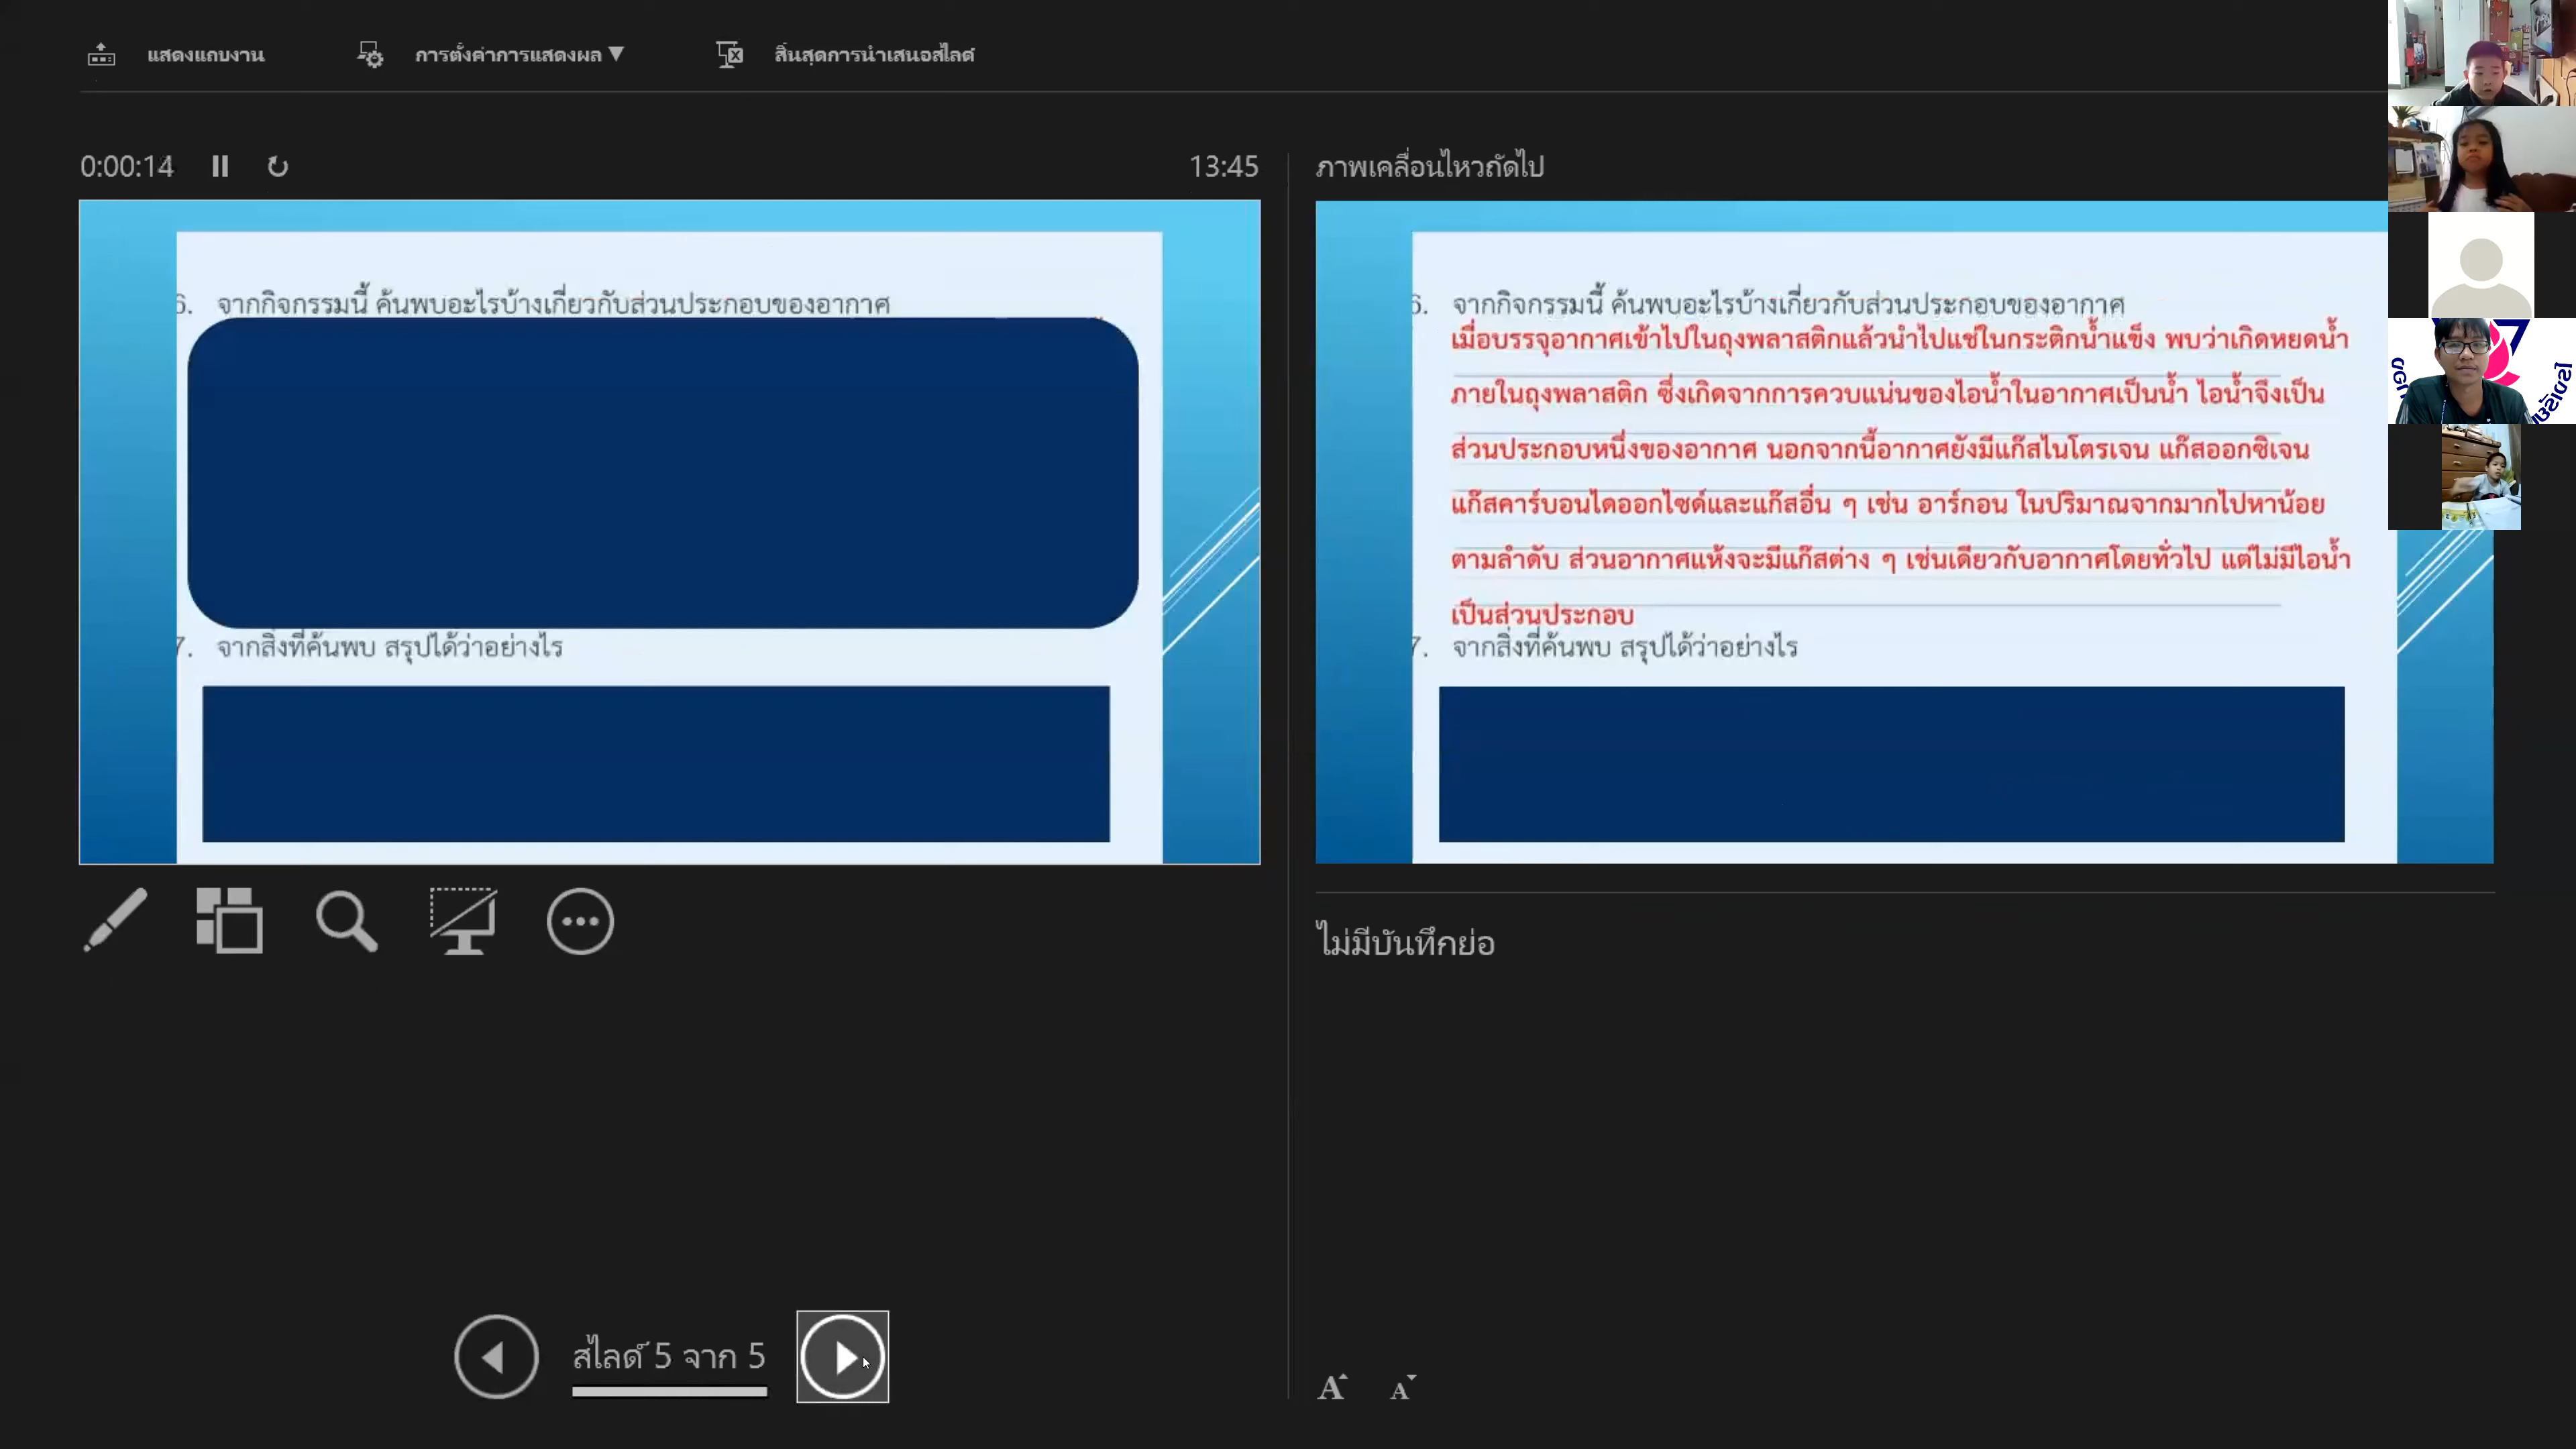 แสดงแถบงาน
การตั้งค่าการแสดงผล
สิ้นสุดการนำเสนอสไลด์
0:00:14
13:45
6. จากกิจกรรมนี้ ค้นพบอะไรบ้างเกี่ยวกับส่วนประกอบของอากาศ
7. จากสิ่งที่ค้นพบ สรุปได้ว่าอย่างไร
ภาพเคลื่อนไหวถัดไป
6. จากกิจกรรมนี้ ค้นพบอะไรบ้างเกี่ยวกับส่วนประกอบของอากาศ
เมื่อบรรจุอากาศเข้าไปในถุงพลาสติกแล้วนำไปแช่ในกระติกน้ำแข็ง พบว่าเกิดหยดน้ำ
ภายในถุงพลาสติก ซึ่งเกิดจากการควบแน่นของไอน้ำในอากาศเป็นน้ำ ไอน้ำจึงเป็น
ส่วนประกอบหนึ่งของอากาศ นอกจากนี้อากาศยังมีแก๊สไนโตรเจน แก๊สออกซิเจน
แก๊สคาร์บอนไดออกไซด์และแก๊สอื่น ๆ เช่น อาร์กอน ในปริมาณจากมากไปหาน้อย
ตามลำดับ ส่วนอากาศแห้งจะมีแก๊สต่าง ๆ เช่นเดียวกับอากาศโดยทั่วไป แต่ไม่มีไอน้ำ
เป็นส่วนประกอบ
7. จากสิ่งที่ค้นพบ สรุปได้ว่าอย่างไร
ไม่มีบันทึกย่อ
สไลด์ 5 จาก 5
A A